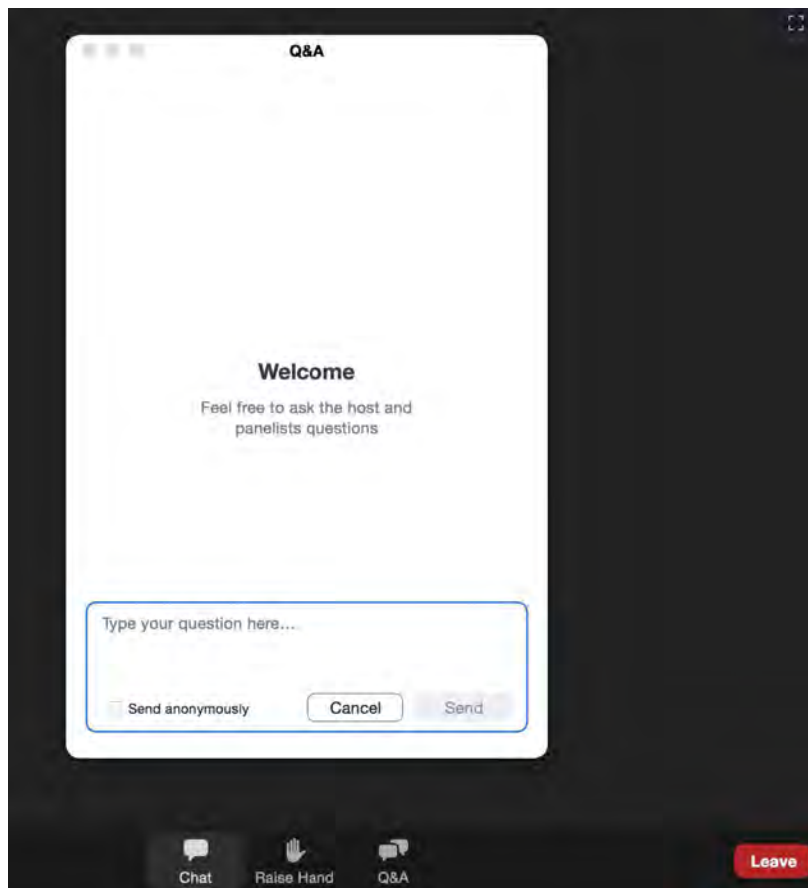 Q&A
Welcome
Feel free to ask the host and
panelists questions
Type your question here...
Send anonymously
Cancel
Send
Chat
Raise Hand
Q&A
Leave